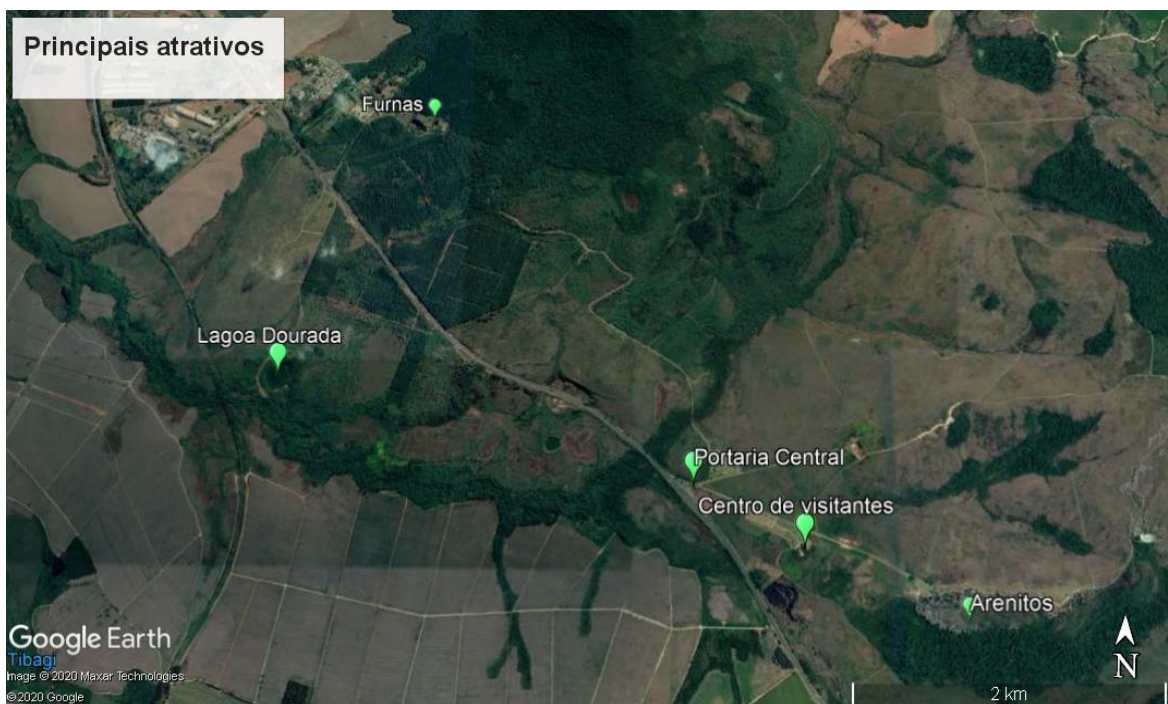 Principais atrativos
Furnas
Lagoa Dourada
Portaria Central
Centro de visitantes
Arenitos
Google Earth
Tibagi
Image © 2020 Maxar Technologies
©2020 Google
N
2 km